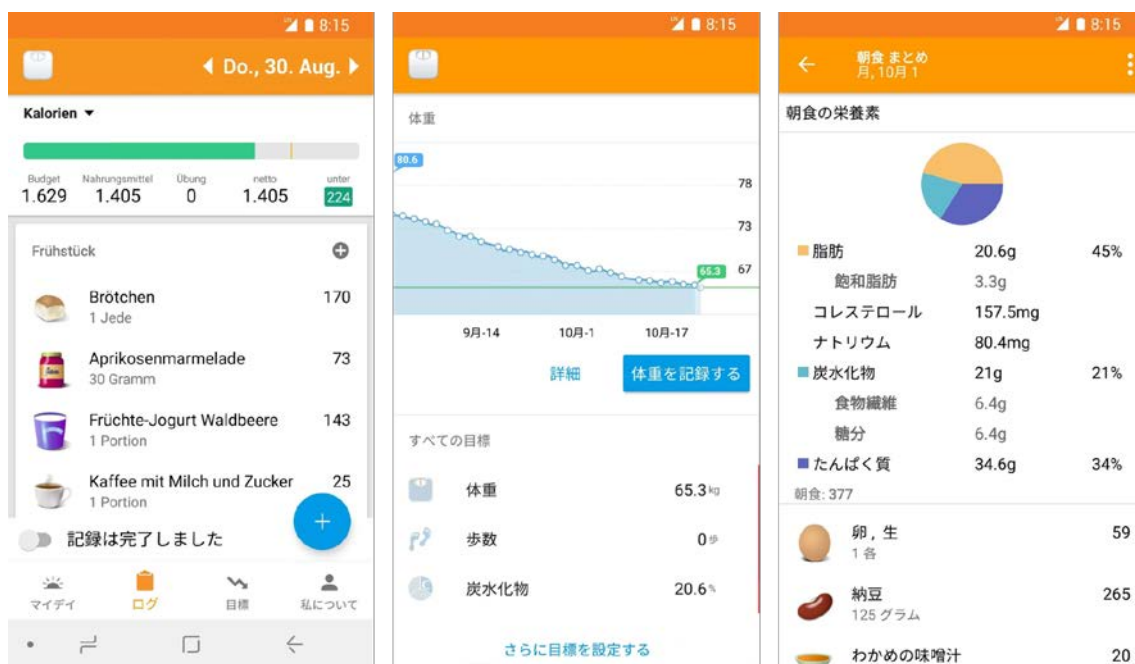 8:15
Do., 30. Aug.
Kalorien
Budget Nahrungsmittel Übung netto unter
1.629 1.405 0 1.405 224
Frühstück
Brötchen 170
1 Jede
Aprikosenmarmelade 73
30 Gramm
Früchte-Jogurt Waldbeere 143
1 Portion
Kaffee mit Milch und Zucker 25
1 Portion
記録は完了しました
マイデイ ログ 目標 私について
8:15
体重
80.6
78
73
65.3 67
9月-14 10月-1 10月-17
詳細 体重を記録する
すべての目標
体重 65.3 kg
歩数 0 歩
炭水化物 20.6 %
さらに目標を設定する
8:15
朝食 まとめ
月, 10月 1
朝食の栄養素
脂肪 20.6g 45%
飽和脂肪 3.3g
コレステロール 157.5mg
ナトリウム 80.4mg
炭水化物 21g 21%
食物繊維 6.4g
糖分 6.4g
たんぱく質 34.6g 34%
朝食: 377
卵, 生 59
1 各
納豆 265
125 グラム
わかめの味噌汁 20